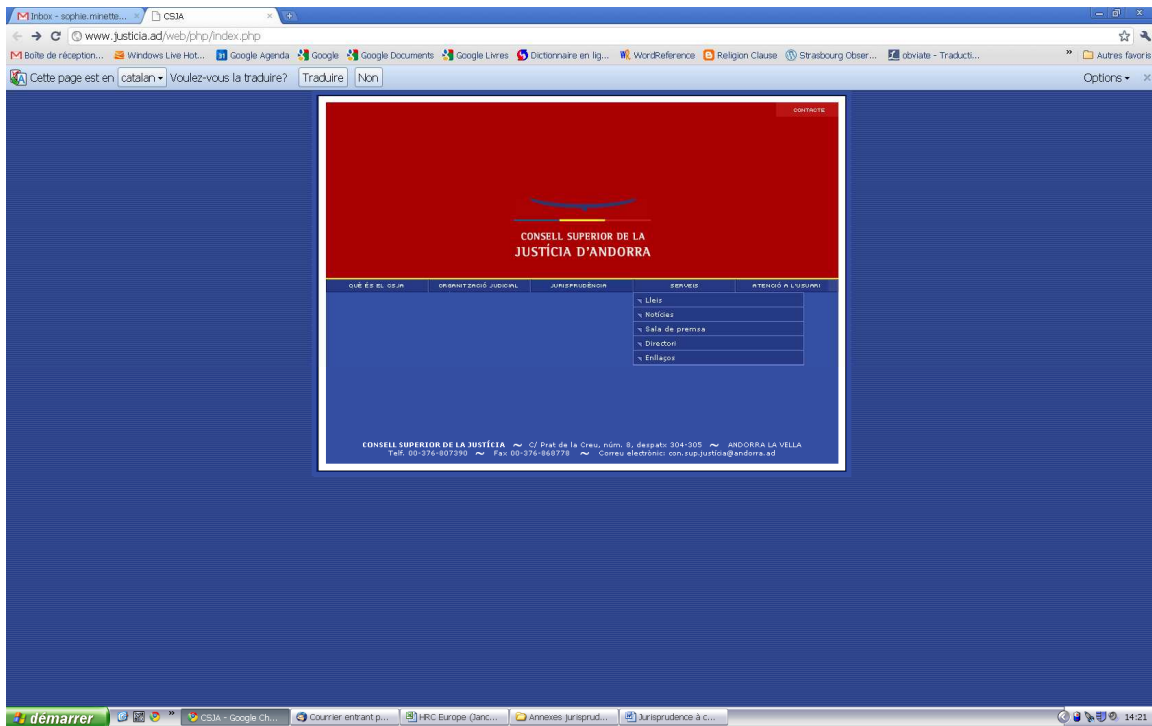 Inbox - sophie.minette...
CSJA
www.justicia.ad/web/php/index.php
Boîte de réception... Windows Live Hot... Google Agenda Google Google Documents Google Livres Dictionnaire en lig... WordReference Religion Clause Strasbourg Obser... obviate - Traducti... » Autres favoris
Cette page est en catalan Voulez-vous la traduire? Traduire Non Options
CONTACTE
CONSELL SUPERIOR DE LA
JUSTÍCIA D'ANDORRA
QUÈ ÉS EL CSJA ORGANITZACIÓ JUDICIAL JURISPRUDÈNCIA SERVEIS ATENCIÓ A L'USUARI
Lleis
Notícies
Sala de premsa
Directori
Enllaços
CONSELL SUPERIOR DE LA JUSTÍCIA ~ C/ Prat de la Creu, núm. 8, despatx 304-305 ~ ANDORRA LA VELLA
Telf. 00-376-807390 ~ Fax 00-376-868778 ~ Correu electrònic: con.sup.justicia@andorra.ad
démarrer » CSJA - Google Ch... Courrier entrant p... HRC Europe (Janc... Annexes jurisprud... Jurisprudence à c... 14:21